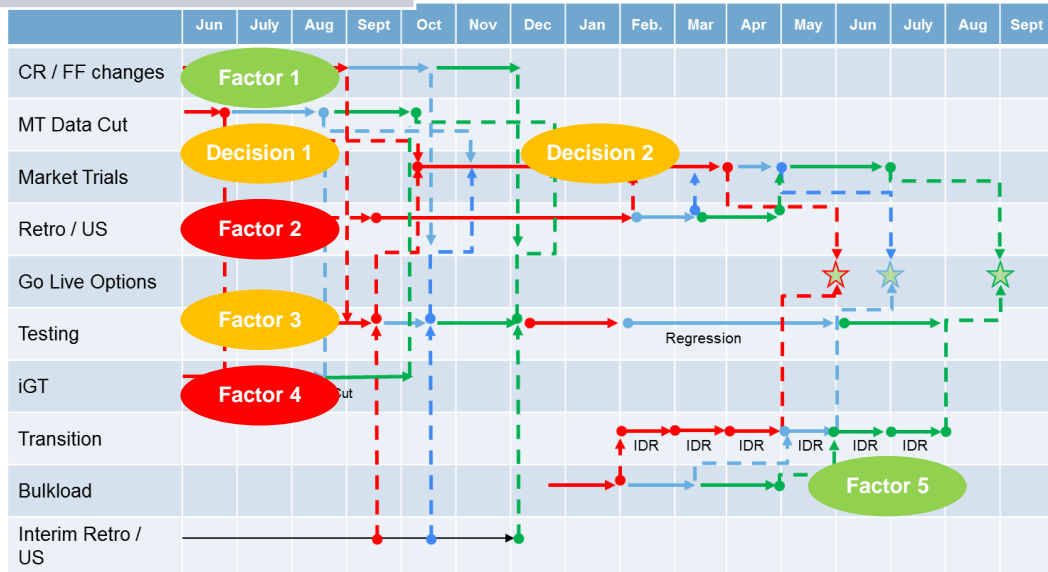 Jun July Aug Sept Oct Nov Dec Jan Feb. Mar Apr May Jun July Aug Sept
CR / FF changes
Factor 1
MT Data Cut
Decision 1
Decision 2
Market Trials
Retro / US
Factor 2
Go Live Options
Factor 3
Testing
Regression
iGT
Factor 4
Transition
IDR IDR IDR IDR IDR IDR
Bulkload
Factor 5
Interim Retro /
US